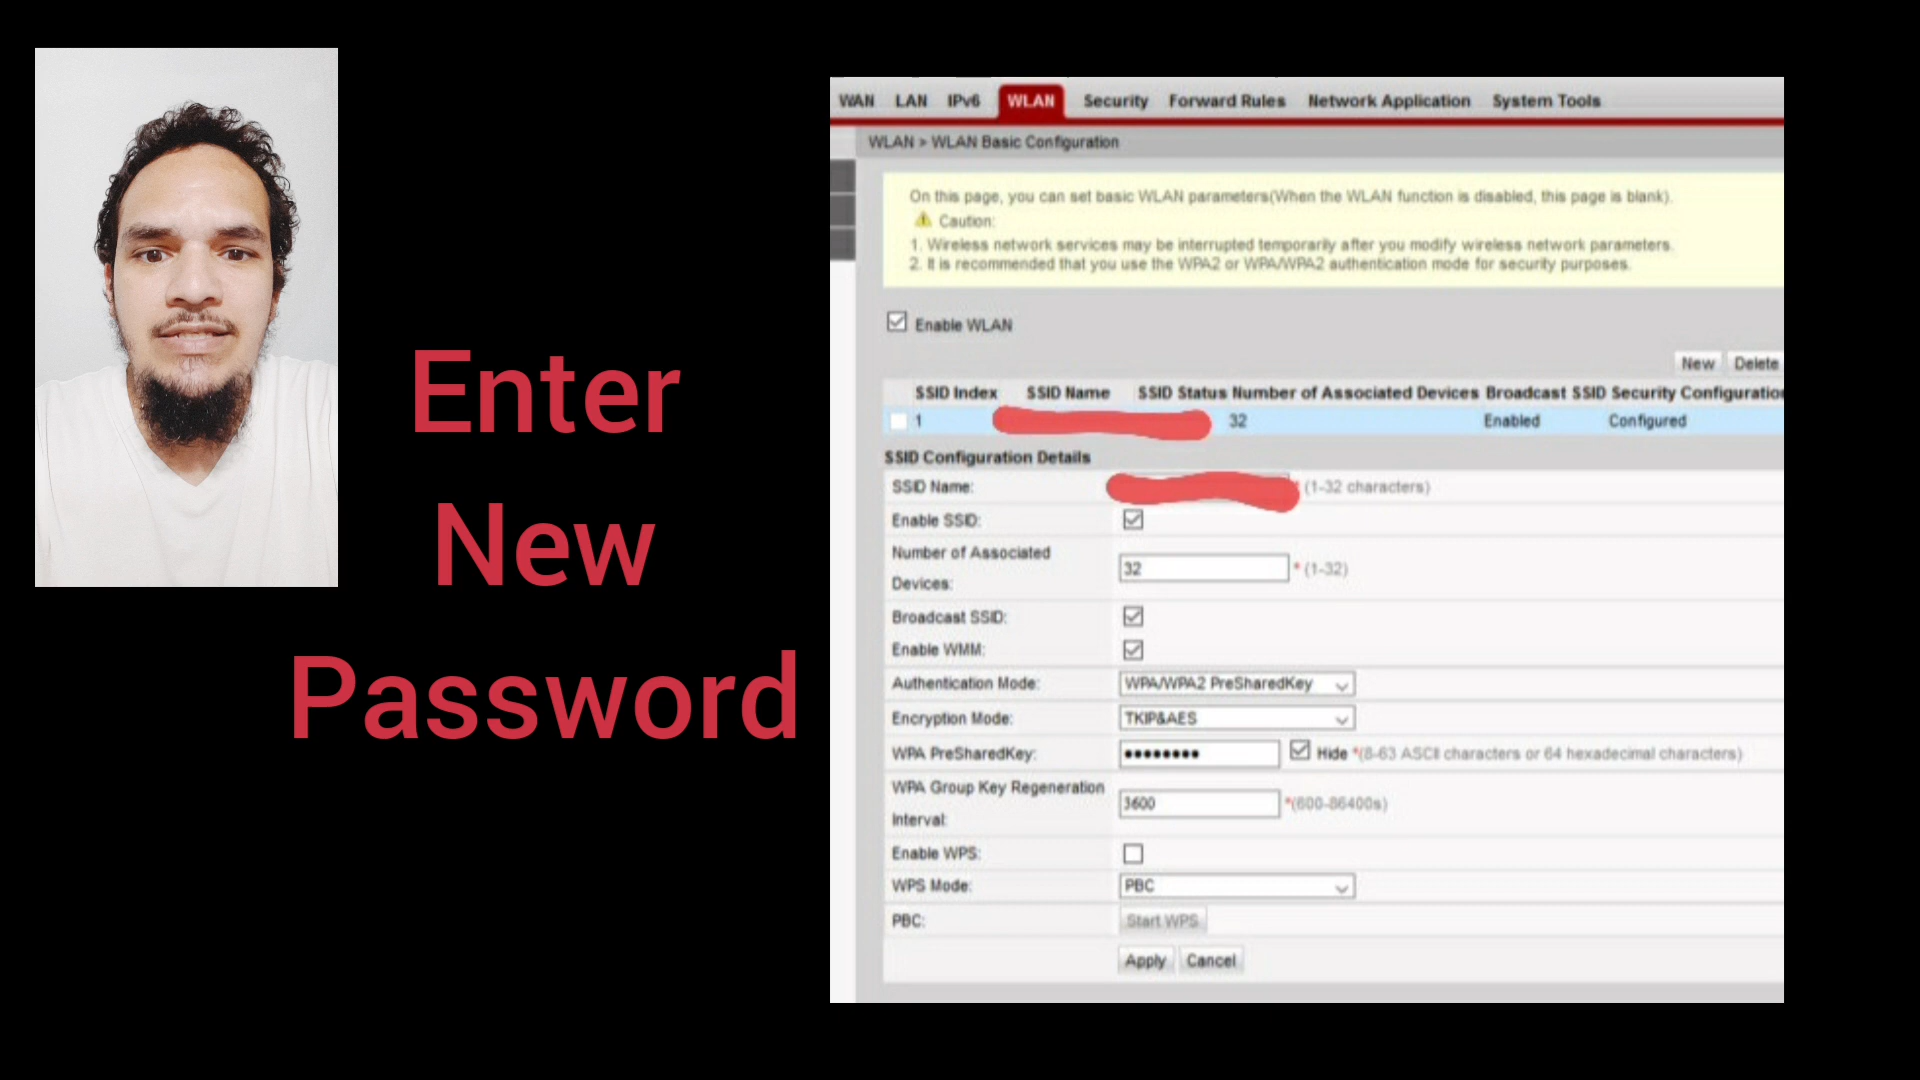 Enter
New
Password
WAN LAN IPv6 WLAN Security Forward Rules Network Application System Tools
WLAN > WLAN Basic Configuration
On this page, you can set basic WLAN parameters(When the WLAN function is disabled, this page is blank).
Caution:
1. Wireless network services may be interrupted temporarily after you modify wireless network parameters.
2. It is recommended that you use the WPA2 or WPA/WPA2 authentication mode for security purposes.
Enable WLAN
New Delete
SSID Index SSID Name SSID Status Number of Associated Devices Broadcast SSID Security Configuratio
1 32 Enabled Configured
SSID Configuration Details
SSID Name: (1-32 characters)
Enable SSID:
Number of Associated
Devices:
32 * (1-32)
Broadcast SSID:
Enable WMM:
Authentication Mode: WPA/WPA2 PreSharedKey
Encryption Mode: TKIP&AES
WPA PreSharedKey: •••••••• Hide *(8-63 ASCII characters or 64 hexadecimal characters)
WPA Group Key Regeneration
Interval:
3600 *(600-86400s)
Enable WPS:
WPS Mode: PBC
PBC: Start WPS
Apply Cancel